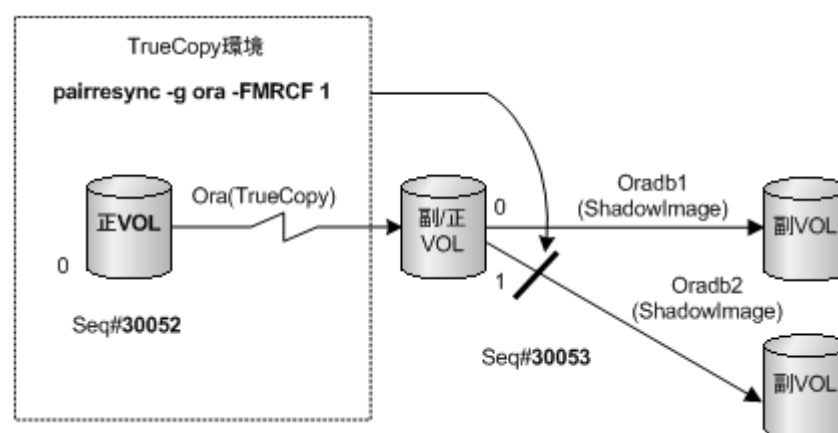 TrueCopy環境
pairresync -g ora -FMRCF 1
正VOL
0
Seq#30052
Ora(TrueCopy)
副/正
VOL
0
1
Seq#30053
Oradb1
(ShadowImage)
副VOL
Oradb2
(ShadowImage)
副VOL